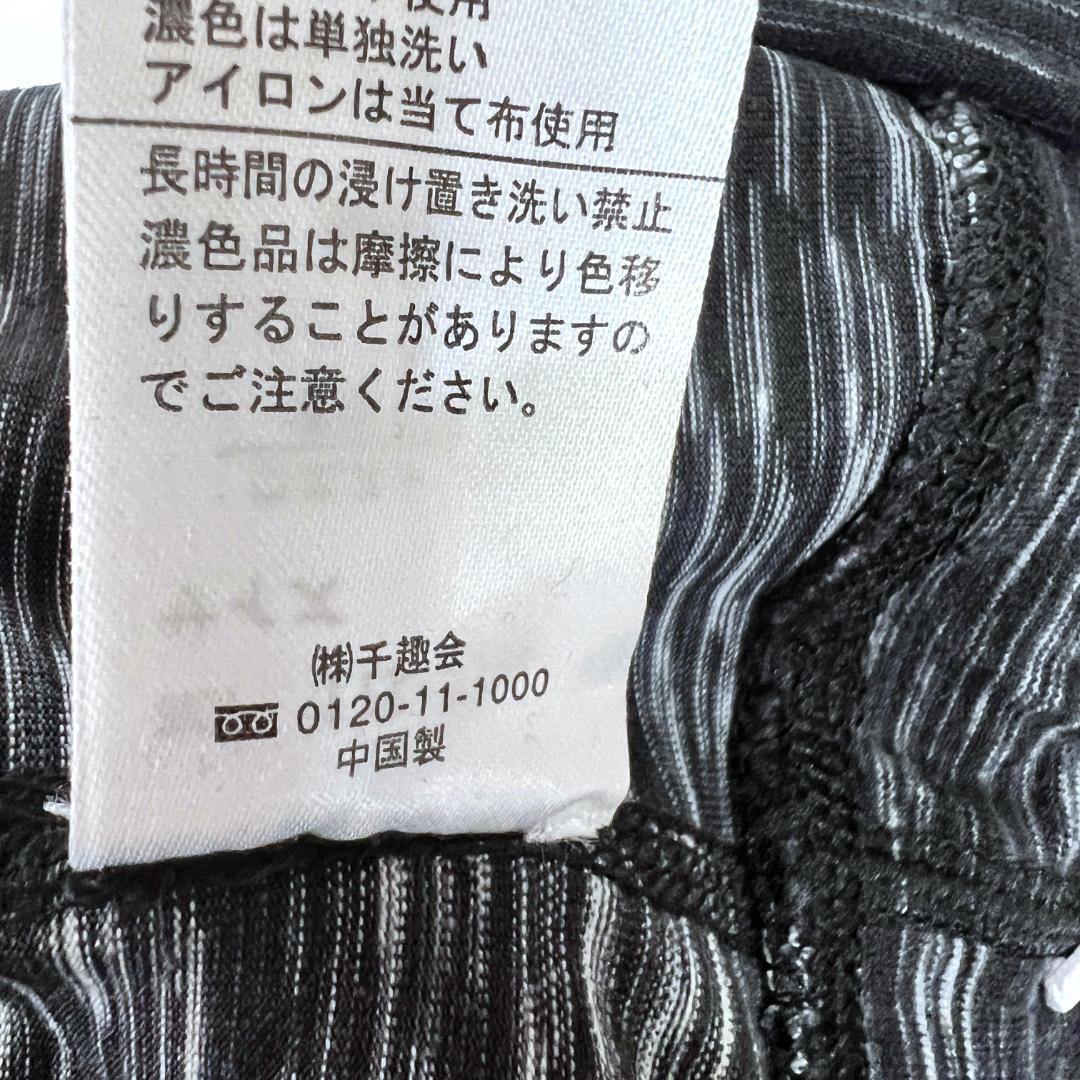 使用
濃色は単独洗い
アイロンは当て布使用
長時間の浸け置き洗い禁止
濃色品は摩擦により色移
りすることがありますの
でご注意ください。
(株)千趣会
0120-11-1000
中国製